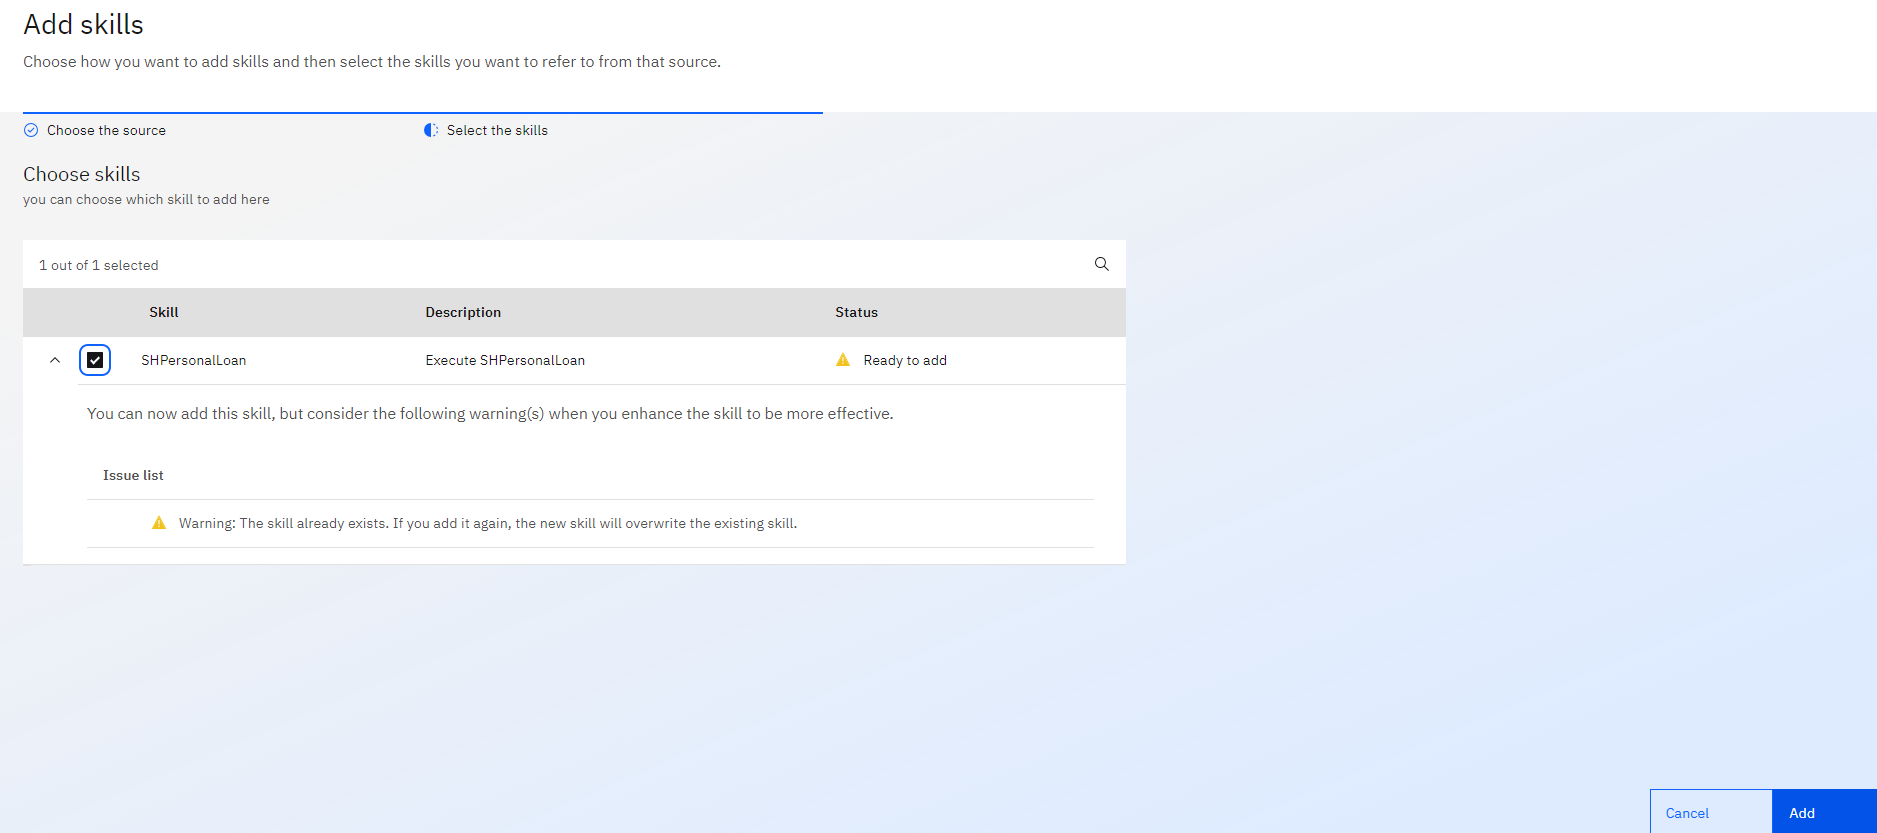 Add skills
Choose how you want to add skills and then select the skills you want to refer to from that source.
Choose the source
Select the skills
Choose skills
you can choose which skill to add here
1 out of 1 selected
Skill Description Status
SHPersonalLoan Execute SHPersonalLoan Ready to add
You can now add this skill, but consider the following warning(s) when you enhance the skill to be more effective.
Issue list
Warning: The skill already exists. If you add it again, the new skill will overwrite the existing skill.
Cancel Add